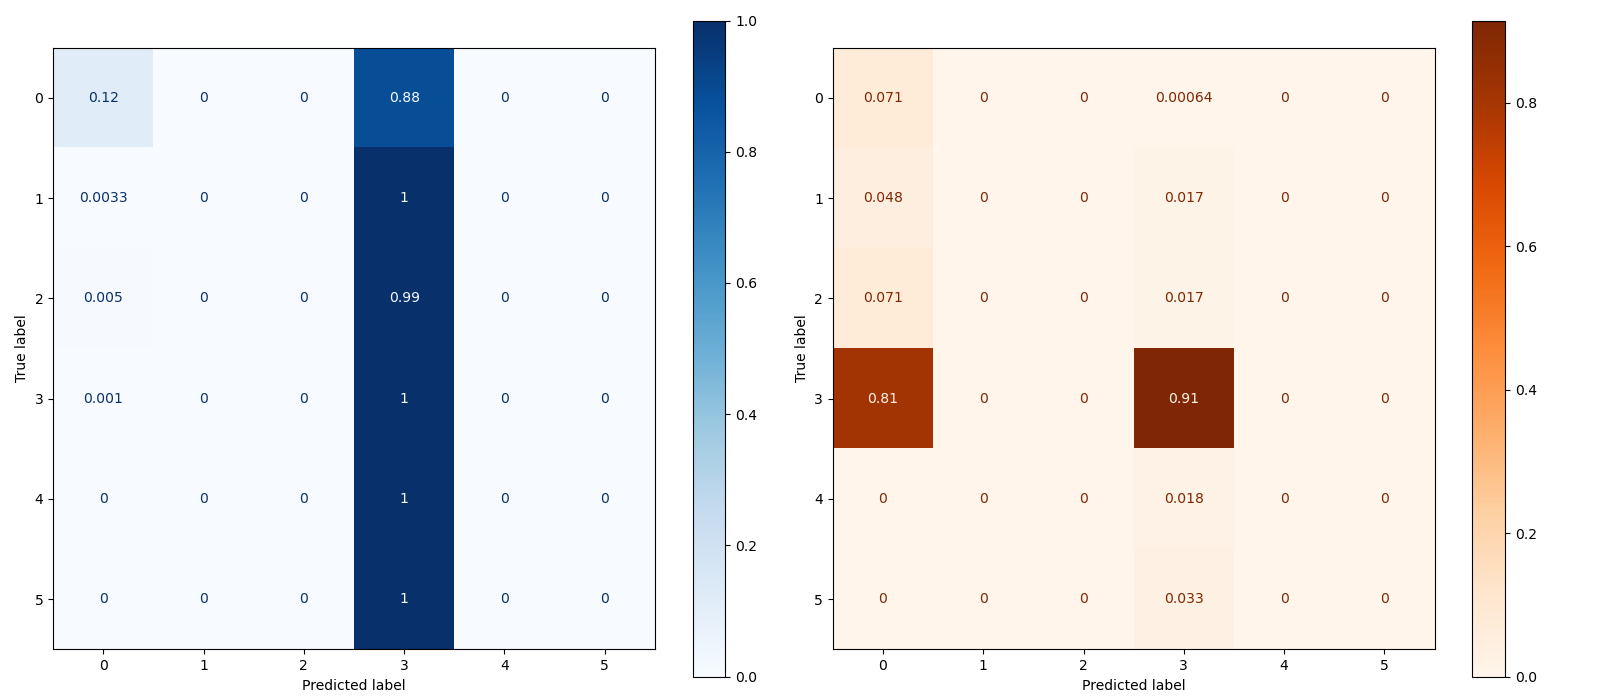 0 0.12 0 0 0.88 0 0
1 0.0033 0 0 1 0 0
2 0.005 0 0 0.99 0 0
3 0.001 0 0 1 0 0
4 0 0 0 1 0 0
5 0 0 0 1 0 0
0 1 2 3 4 5
True label
Predicted label
1.0
0.8
0.6
0.4
0.2
0.0
0 0.071 0 0 0.00064 0 0
1 0.048 0 0 0.017 0 0
2 0.071 0 0 0.017 0 0
3 0.81 0 0 0.91 0 0
4 0 0 0 0.018 0 0
5 0 0 0 0.033 0 0
0 1 2 3 4 5
True label
Predicted label
0.8
0.6
0.4
0.2
0.0